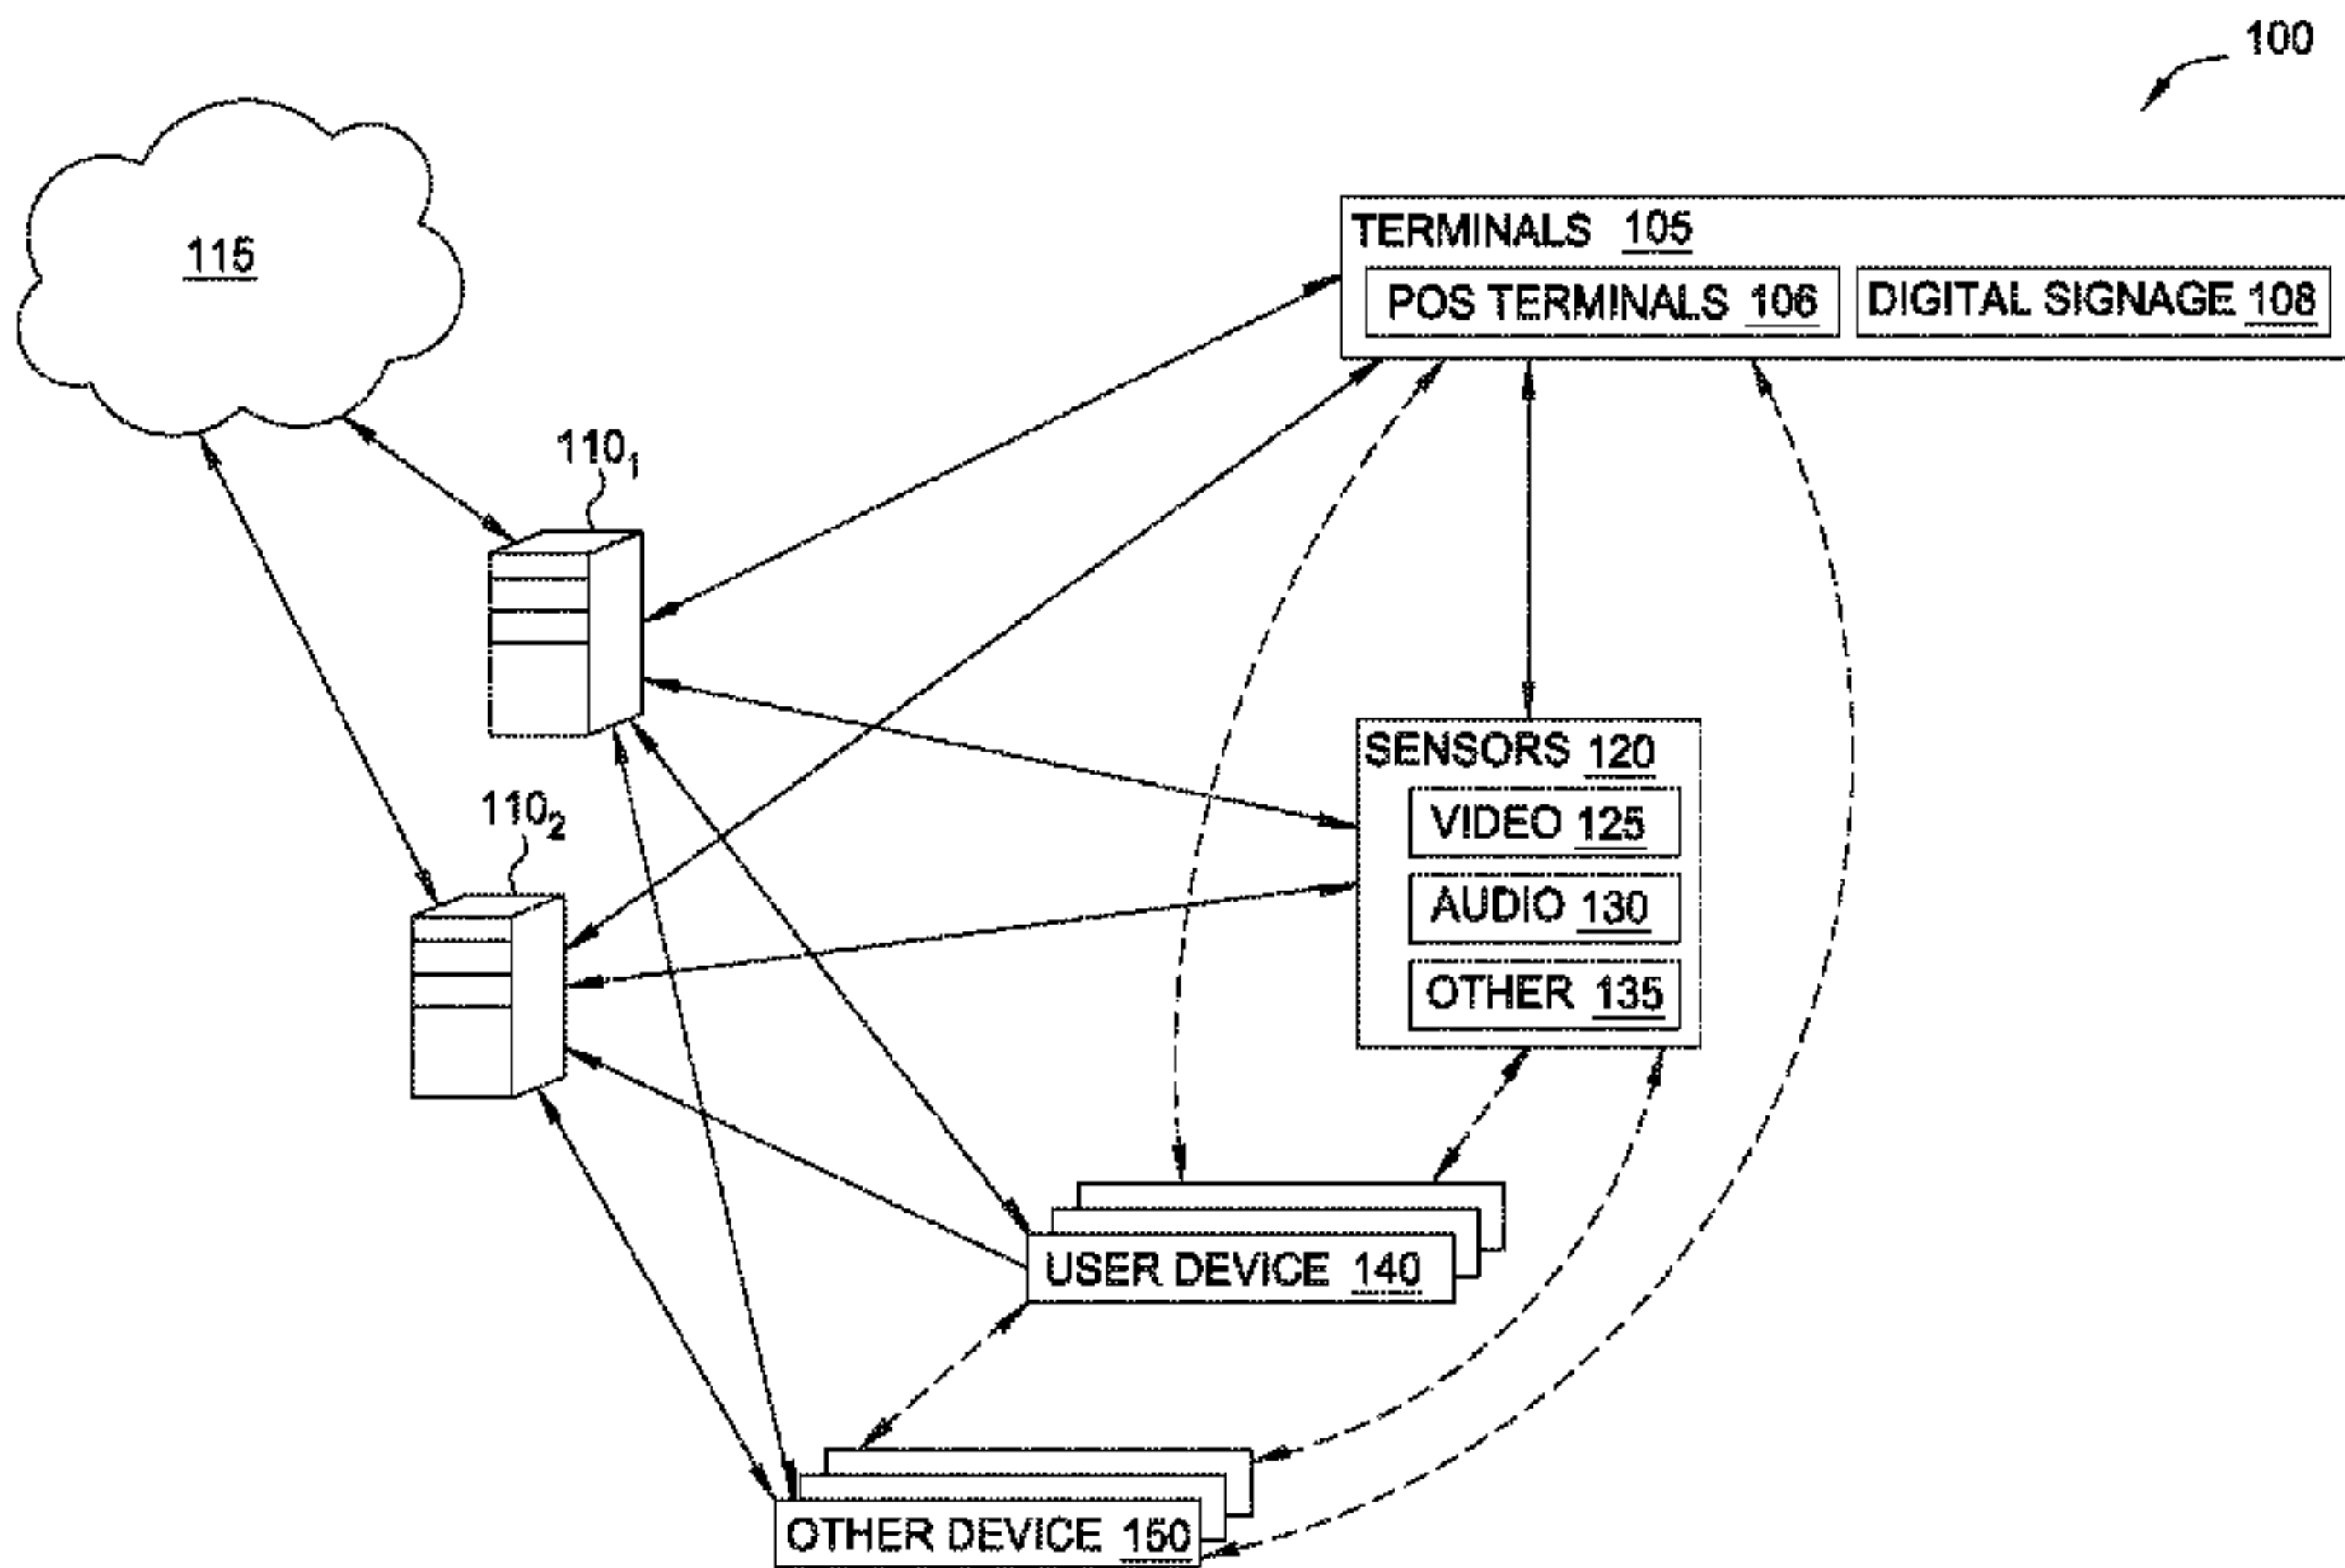 100
115
TERMINALS 105
POS TERMINALS 106
DIGITAL SIGNAGE 108
110₁
SENSORS 120
VIDEO 125
110₂
AUDIO 130
OTHER 135
USER DEVICE 140
OTHER DEVICE 150